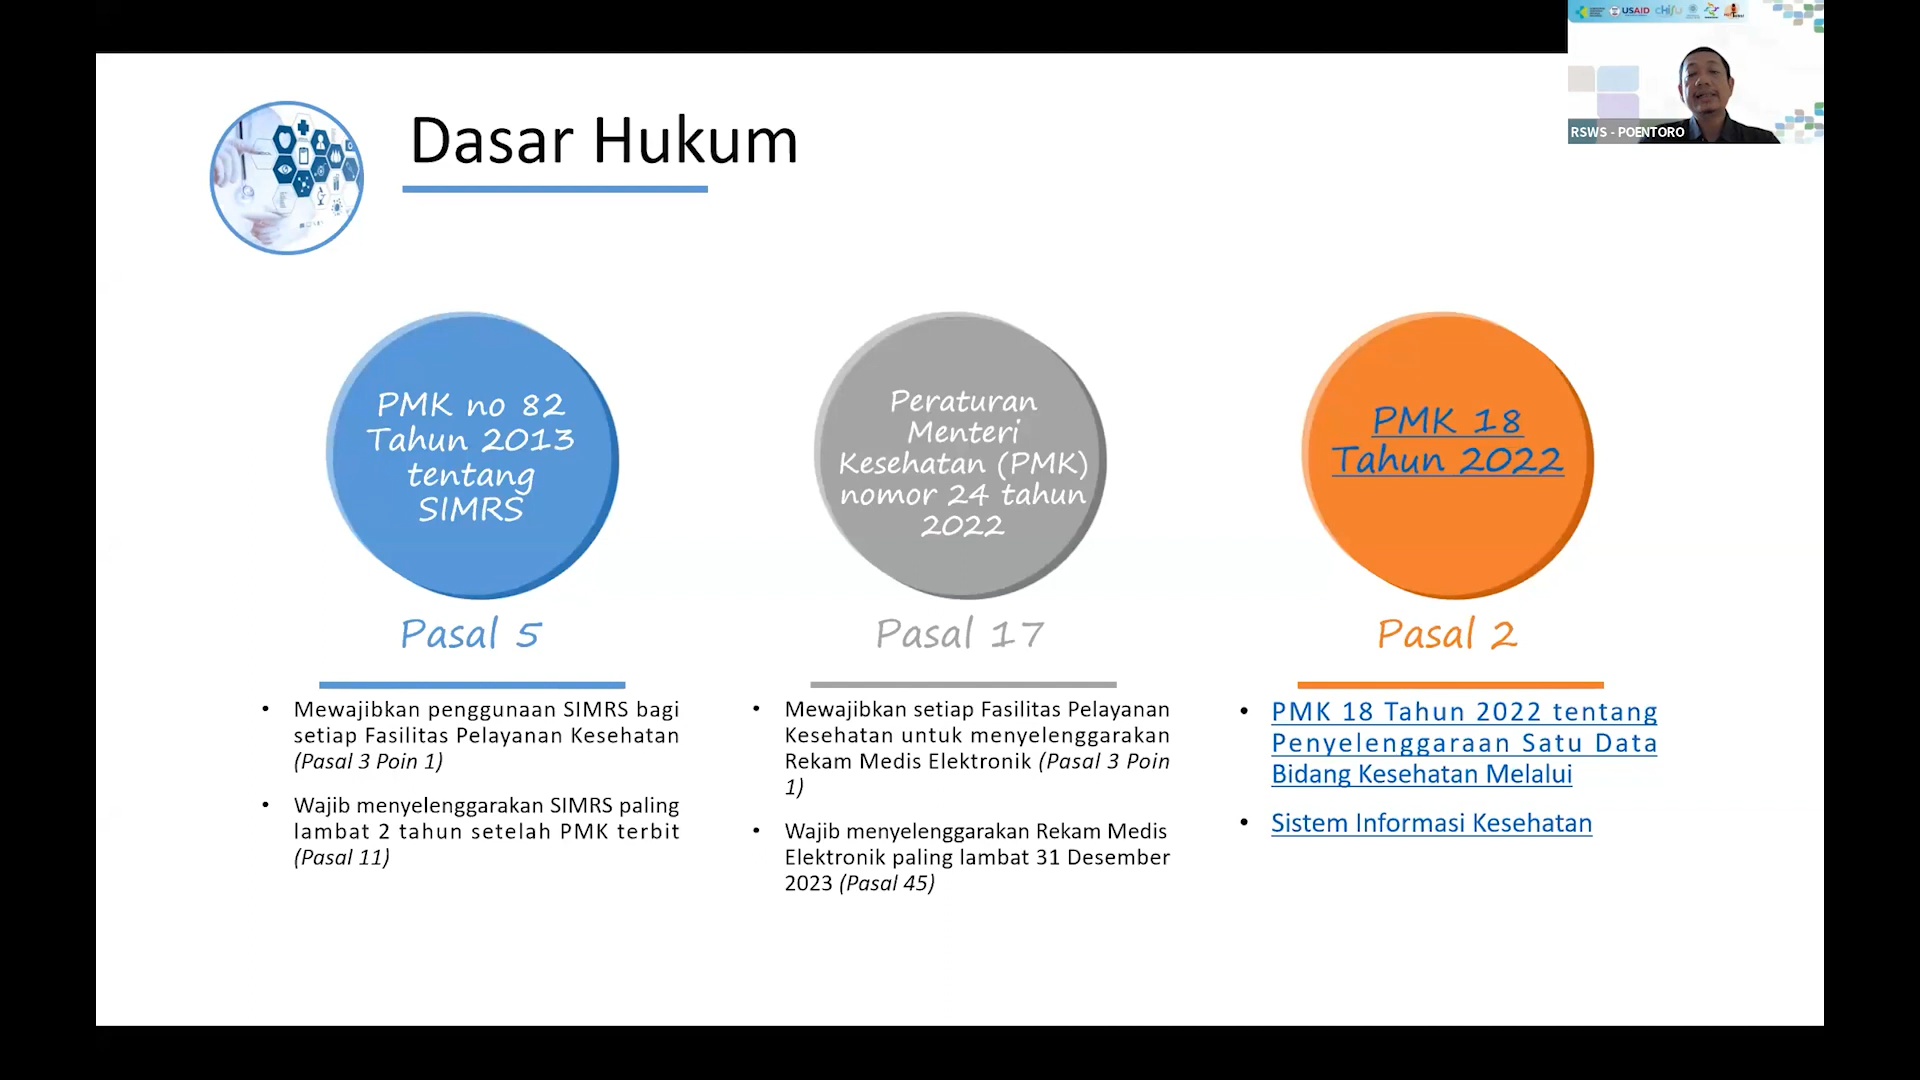 USAID
CHISU
RSWS - POENTORO
Dasar Hukum
PMK no 82
Tahun 2013
tentang
SIMRS
Pasal 5
• Mewajibkan penggunaan SIMRS bagi
setiap Fasilitas Pelayanan Kesehatan
(Pasal 3 Poin 1)
• Wajib menyelenggarakan SIMRS paling
lambat 2 tahun setelah PMK terbit
(Pasal 11)
Peraturan
Menteri
Kesehatan (PMK)
nomor 24 tahun
2022
Pasal 17
• Mewajibkan setiap Fasilitas Pelayanan
Kesehatan untuk menyelenggarakan
Rekam Medis Elektronik (Pasal 3 Poin
1)
• Wajib menyelenggarakan Rekam Medis
Elektronik paling lambat 31 Desember
2023 (Pasal 45)
PMK 18
Tahun 2022
Pasal 2
• PMK 18 Tahun 2022 tentang
Penyelenggaraan Satu Data
Bidang Kesehatan Melalui
• Sistem Informasi Kesehatan